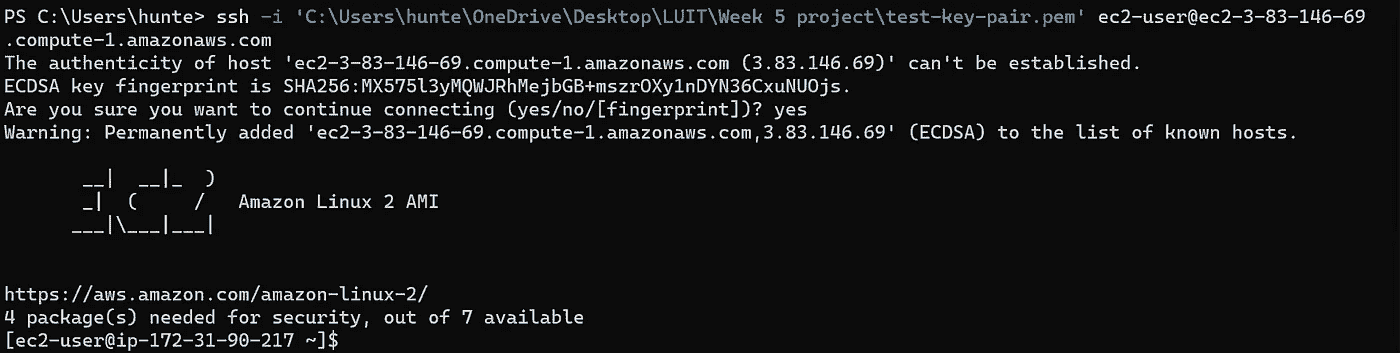 PS C:\Users\hunte> ssh -i 'C:\Users\hunte\OneDrive\Desktop\LUIT\Week 5 project\test-key-pair.pem' ec2-user@ec2-3-83-146-69
.compute-1.amazonaws.com
The authenticity of host 'ec2-3-83-146-69.compute-1.amazonaws.com (3.83.146.69)' can't be established.
ECDSA key fingerprint is SHA256:MX575l3yMQWJRhMejbGB+mszrOXy1nDYN36CxuNUOjs.
Are you sure you want to continue connecting (yes/no/[fingerprint])? yes
Warning: Permanently added 'ec2-3-83-146-69.compute-1.amazonaws.com,3.83.146.69' (ECDSA) to the list of known hosts.

       __|  __|_  )
       _|  (     /   Amazon Linux 2 AMI
      ___|\___|___|

https://aws.amazon.com/amazon-linux-2/
4 package(s) needed for security, out of 7 available
[ec2-user@ip-172-31-90-217 ~]$